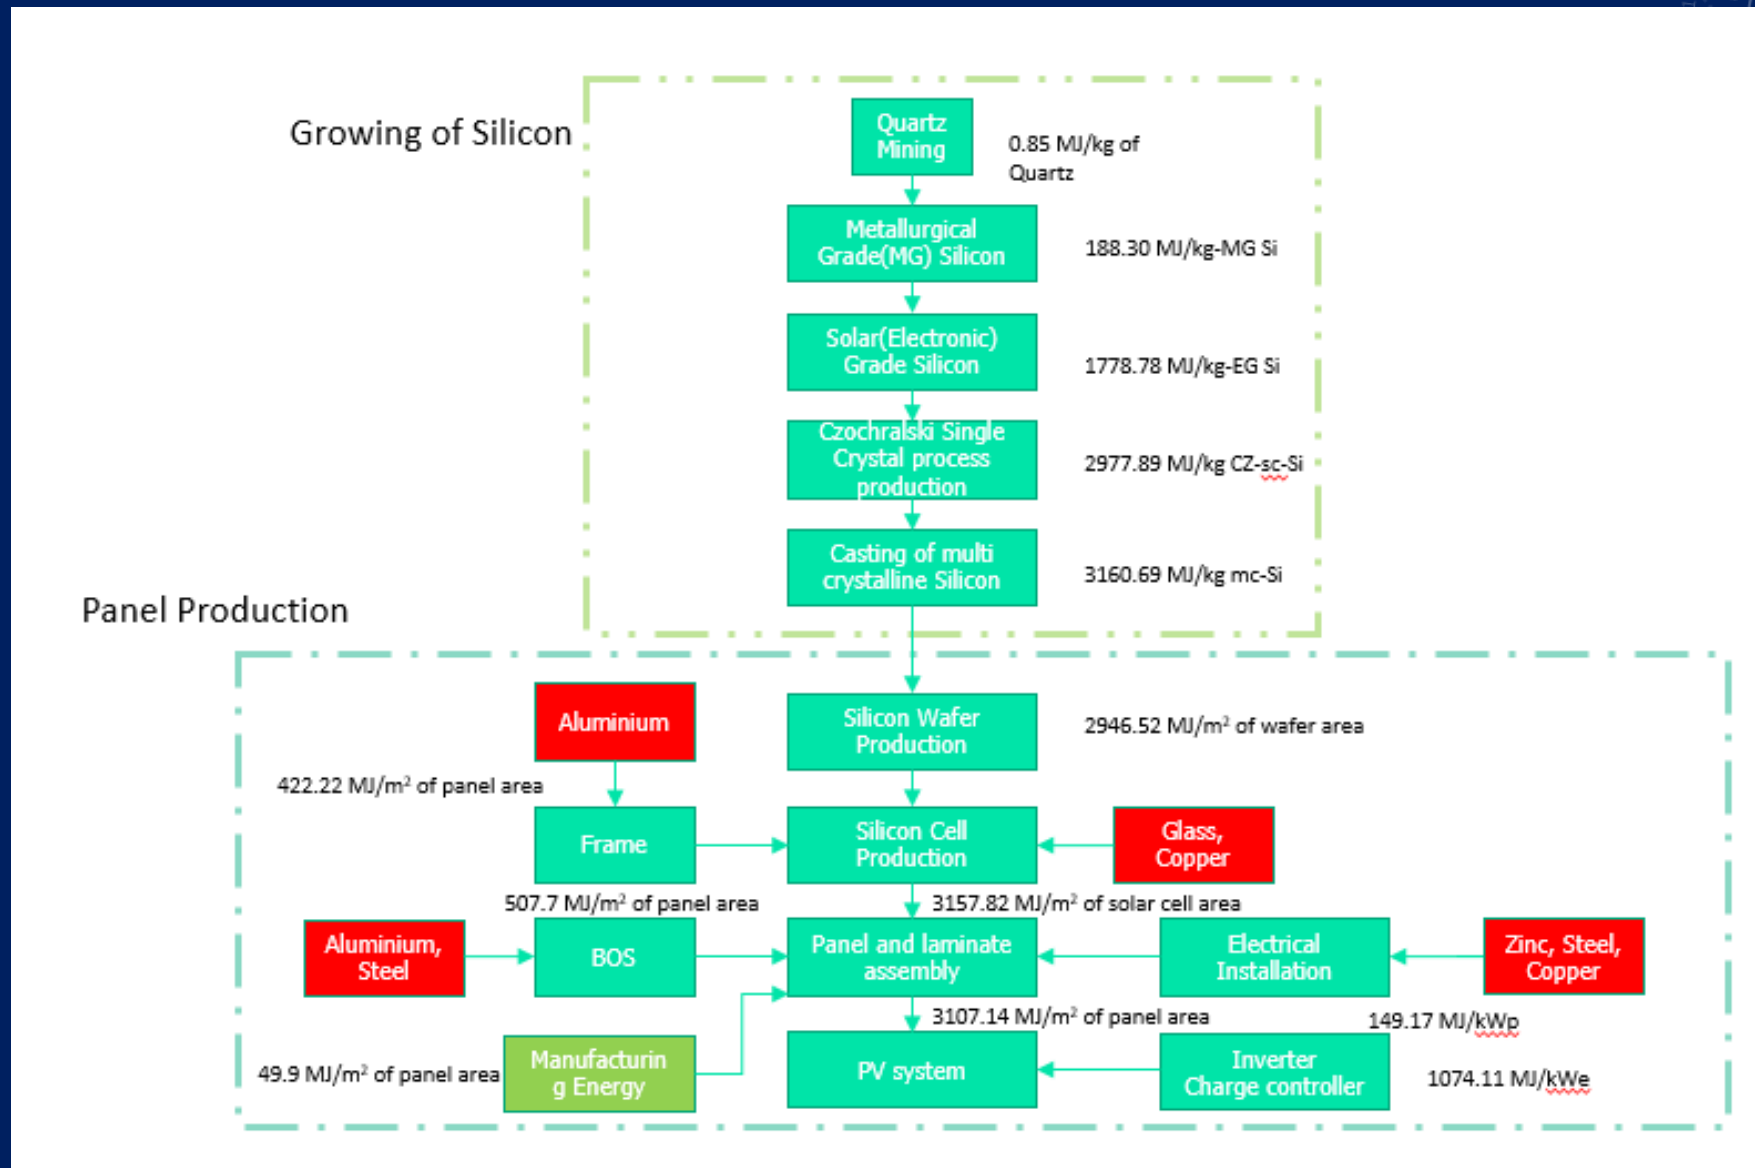 Growing of Silicon
Quartz
Mining
0.85 MJ/kg of
Quartz
Metallurgical
Grade(MG) Silicon
188.30 MJ/kg-MG Si
Solar(Electronic)
Grade Silicon
1778.78 MJ/kg-EG Si
Czochralski Single
Crystal process
production
2977.89 MJ/kg CZ-sc-Si
Casting of multi
crystalline Silicon
3160.69 MJ/kg mc-Si
Panel Production
Aluminium
Silicon Wafer
Production
2946.52 MJ/m² of wafer area
422.22 MJ/m² of panel area
Frame
Silicon Cell
Production
Glass,
Copper
507.7 MJ/m² of panel area
3157.82 MJ/m² of solar cell area
Aluminium,
Steel
BOS
Panel and laminate
assembly
Electrical
Installation
Zinc, Steel,
Copper
3107.14 MJ/m² of panel area
149.17 MJ/kWp
49.9 MJ/m² of panel area
Manufacturin
g Energy
PV system
Inverter
Charge controller
1074.11 MJ/kWe